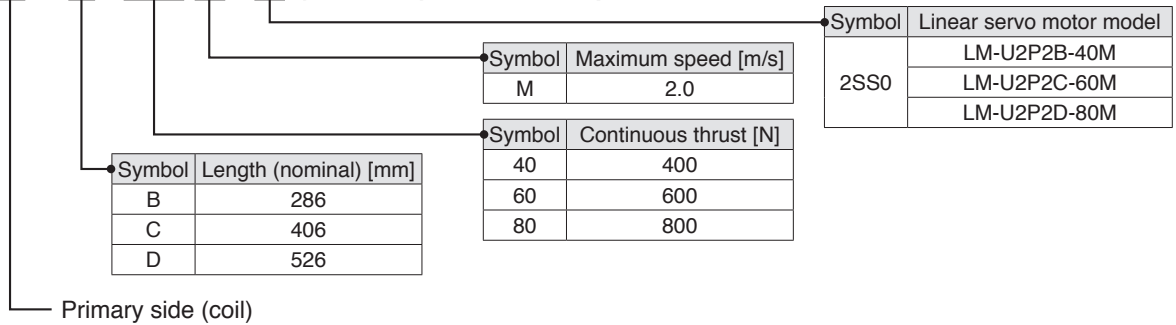 Symbol Linear servo motor model
2SS0 LM-U2P2B-40M
LM-U2P2C-60M
LM-U2P2D-80M
Symbol Maximum speed [m/s]
M 2.0
Symbol Continuous thrust [N]
40 400
60 600
80 800
Symbol Length (nominal) [mm]
B 286
C 406
D 526
Primary side (coil)